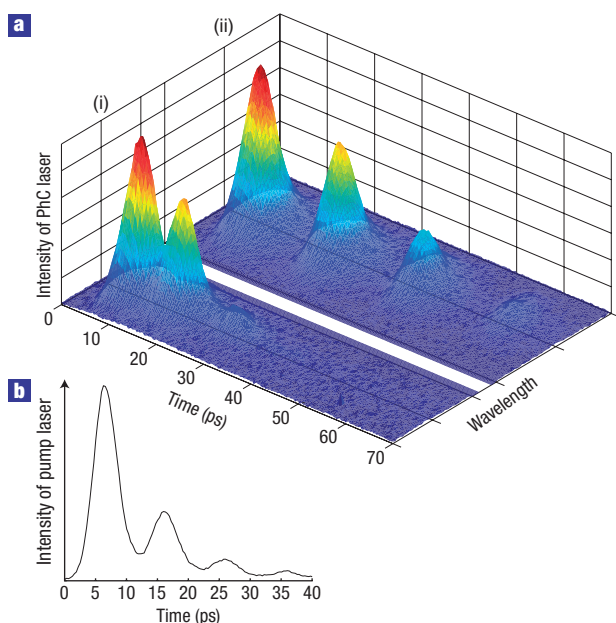 a
(ii)
(i)
Intensity of PhC laser
0
10
20
30
40
50
60
70
Time (ps)
Wavelength
b
Intensity of pump laser
0 5 10 15 20 25 30 35 40
Time (ps)